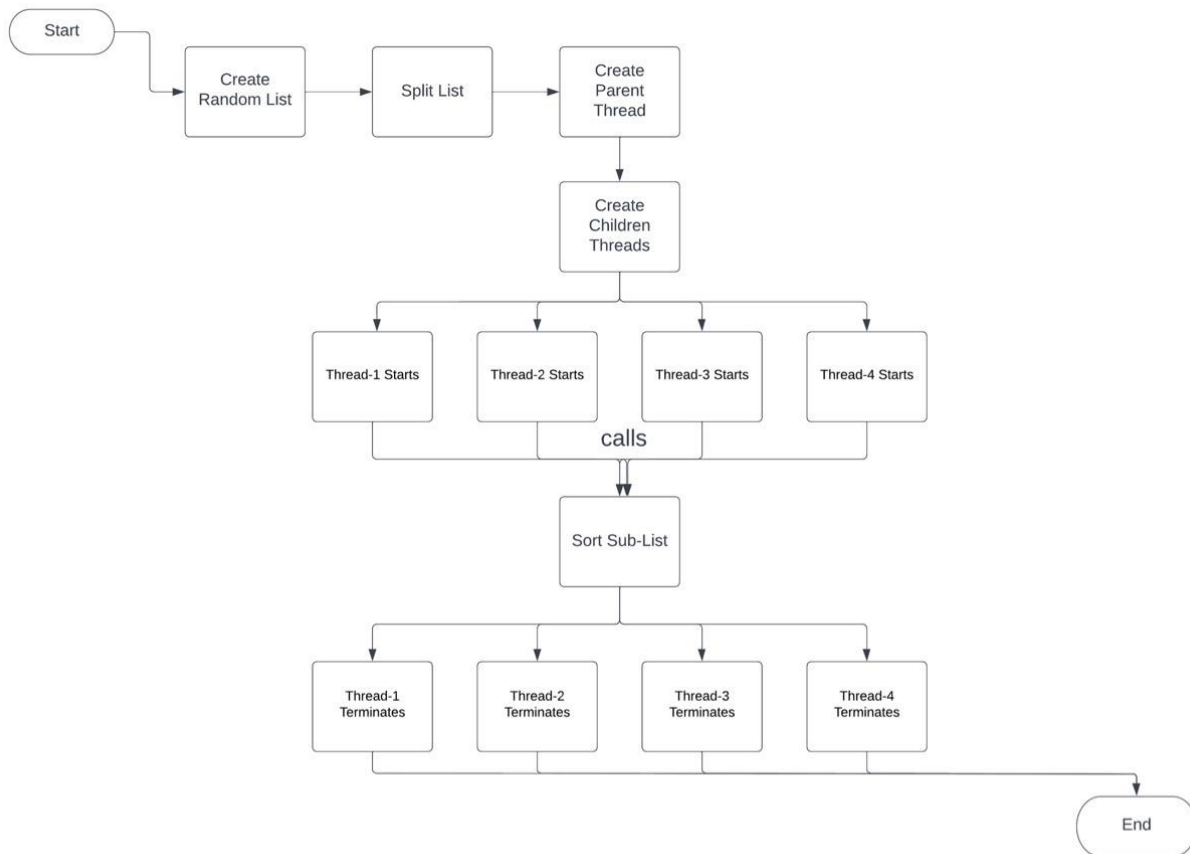 Start
Create
Random List
Split List
Create
Parent
Thread
Create
Children
Threads
Thread-1 Starts
Thread-2 Starts
Thread-3 Starts
Thread-4 Starts
calls
Sort Sub-List
Thread-1
Terminates
Thread-2
Terminates
Thread-3
Terminates
Thread-4
Terminates
End